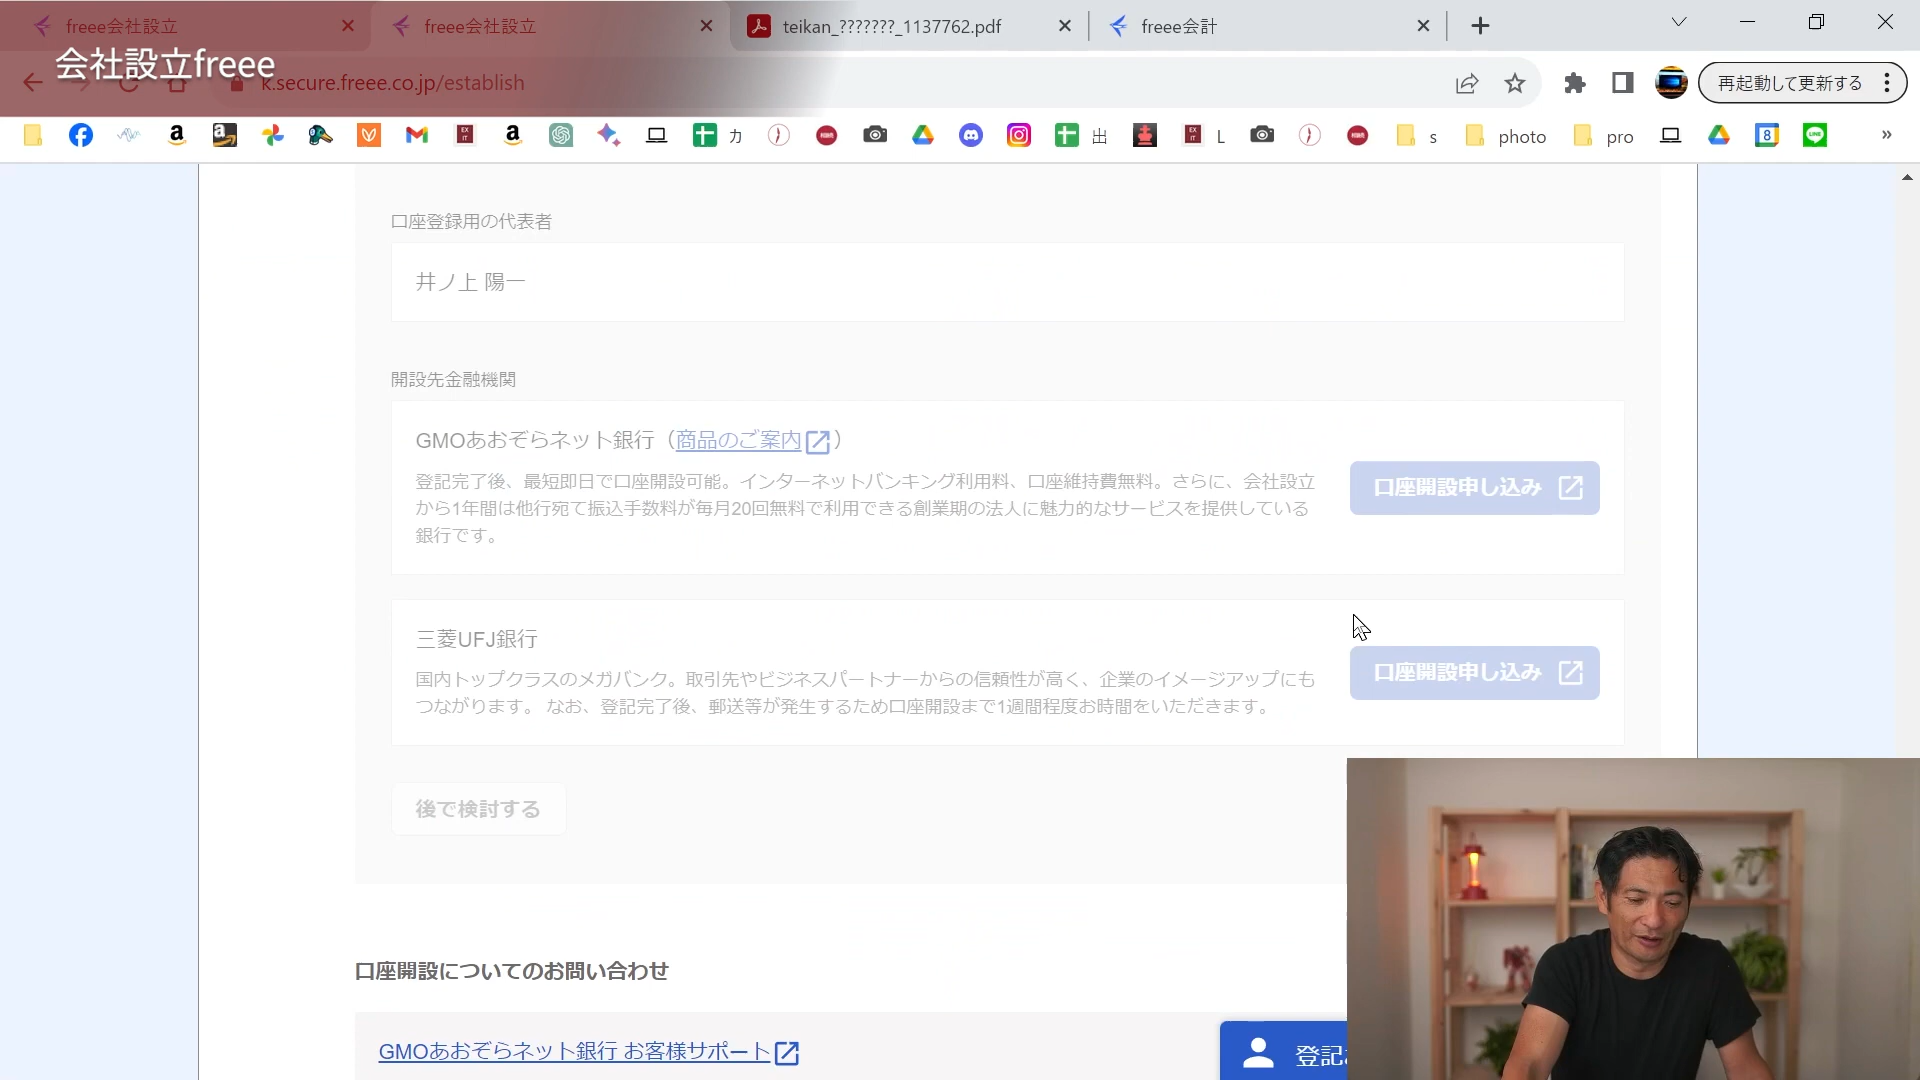 freee会社設立
freee会社設立
teikan_???????_1137762.pdf
freee会計
会社設立freee
k.secure.freee.co.jp/establish
再起動して更新する
カ
出
L
s
photo
pro
口座登録用の代表者
井ノ上 陽一
開設先金融機関
GMOあおぞらネット銀行（商品のご案内）
登記完了後、最短即日で口座開設可能。インターネットバンキング利用料、口座維持費無料。さらに、会社設立
から1年間は他行宛て振込手数料が毎月20回無料で利用できる創業期の法人に魅力的なサービスを提供している
銀行です。
口座開設申し込み
三菱UFJ銀行
国内トップクラスのメガバンク。取引先やビジネスパートナーからの信頼性が高く、企業のイメージアップにも
つながります。 なお、登記完了後、郵送等が発生するため口座開設まで1週間程度お時間をいただきます。
口座開設申し込み
後で検討する
口座開設についてのお問い合わせ
GMOあおぞらネット銀行 お客様サポート
登記